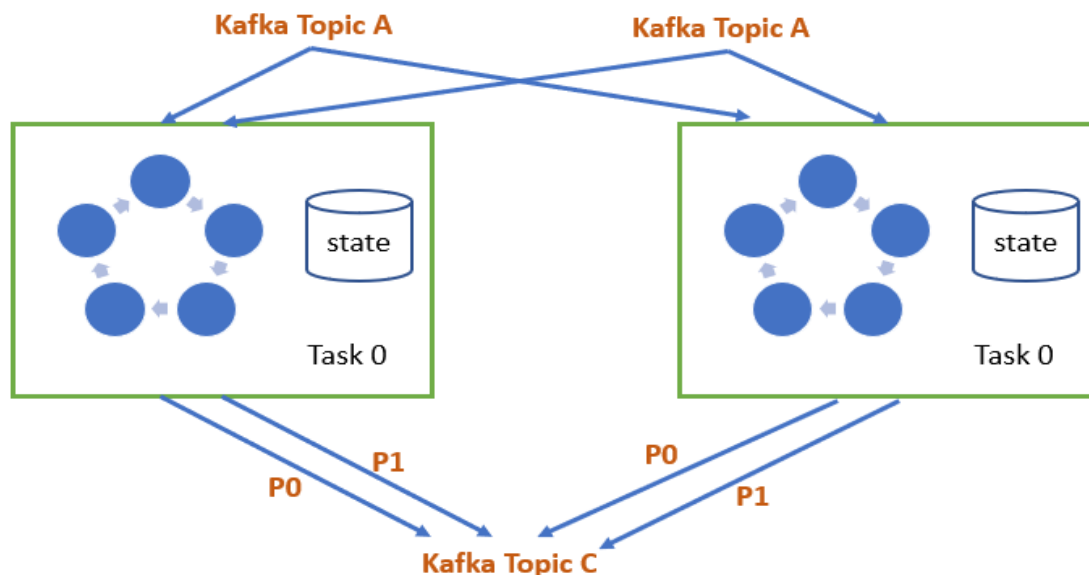 Kafka Topic A
Kafka Topic A
state
state
Task 0
Task 0
P1
P0
P0
P1
Kafka Topic C